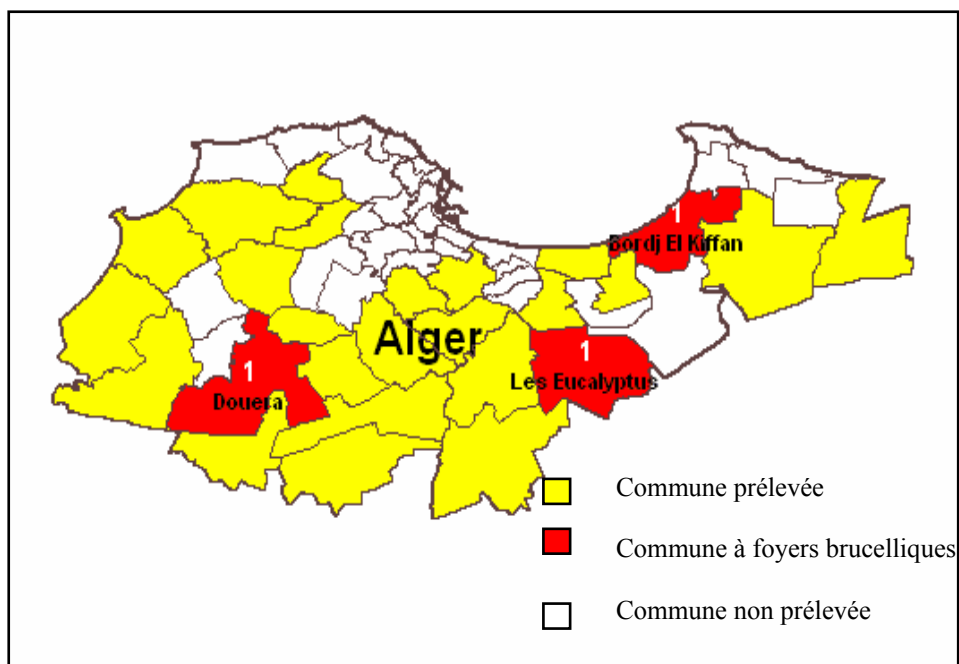 1
Bordj El Kiffan
Alger
1
Les Eucalyptus
1
Douera
Commune prélevée
Commune à foyers brucelliques
Commune non prélevée